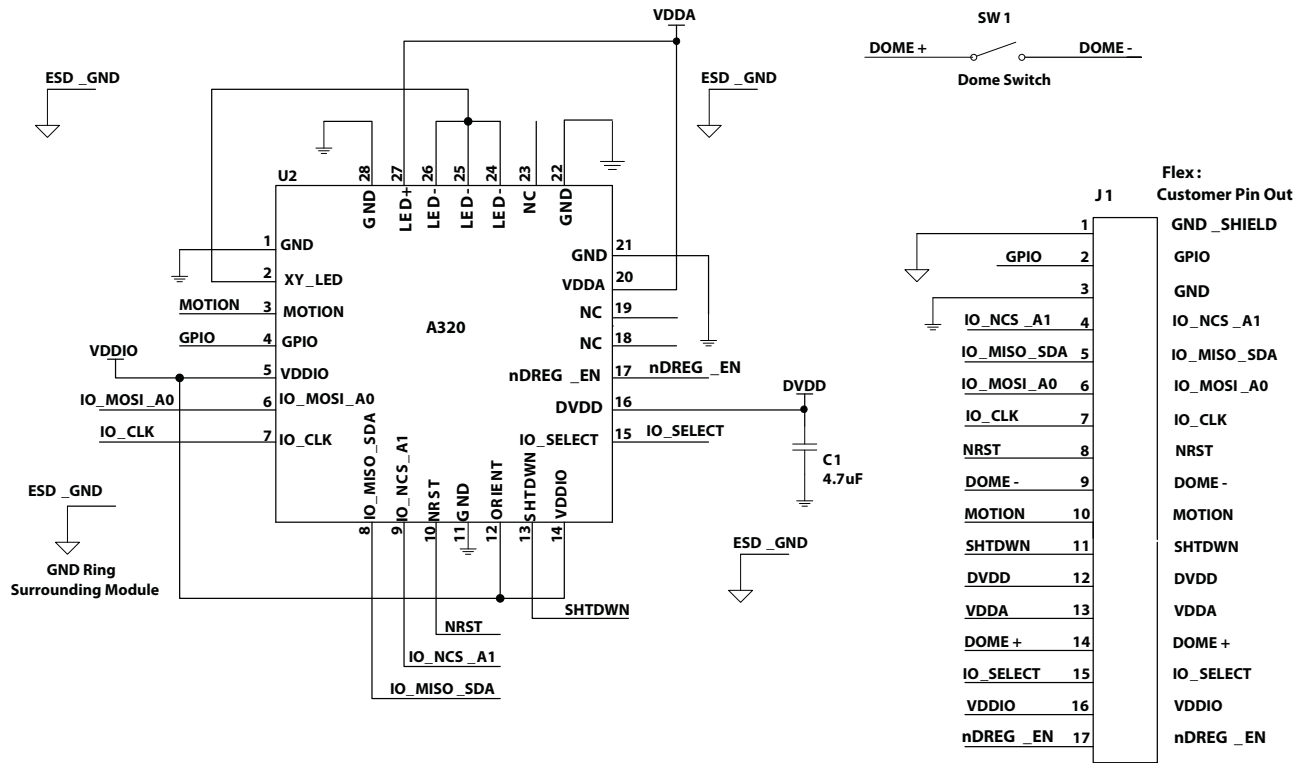 VDDA
SW1
DOME + DOME -
Dome Switch
ESD _GND
ESD _GND
28 27 26 25 24 23 22
U2
GND LED+ LED- LED- LED- NC GND
1 GND
2 XY_LED
MOTION 3 MOTION
GPIO 4 GPIO
VDDIO
5 VDDIO
IO_MOSI _A0 6 IO_MOSI _A0
IO_CLK 7 IO_CLK
A320
GND 21
VDDA 20
NC 19
NC 18
nDREG _EN 17 nDREG _EN
DVDD 16
DVDD
IO_SELECT 15 IO_SELECT
C1
4.7uF
IO_MISO_SDA IO_NCS_A1 NRST GND ORIENT SHTDWN VDDIO
8 9 10 11 12 13 14
ESD _GND
GND Ring
Surrounding Module
ESD _GND
SHTDWN
NRST
IO_NCS _A1
IO_MISO _SDA
Flex :
Customer Pin Out
J1
1 GND _SHIELD
GPIO 2 GPIO
3 GND
IO_NCS _A1 4 IO_NCS _A1
IO_MISO_SDA 5 IO_MISO_SDA
IO_MOSI_A0 6 IO_MOSI_A0
IO_CLK 7 IO_CLK
NRST 8 NRST
DOME - 9 DOME -
MOTION 10 MOTION
SHTDWN 11 SHTDWN
DVDD 12 DVDD
VDDA 13 VDDA
DOME + 14 DOME +
IO_SELECT 15 IO_SELECT
VDDIO 16 VDDIO
nDREG _EN 17 nDREG _EN